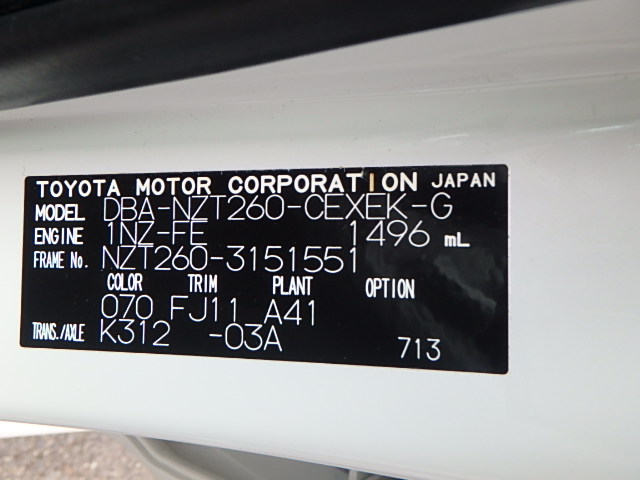 TOYOTA MOTOR CORPORATION JAPAN
MODEL DBA-NZT260-CEXEK-G
ENGINE 1NZ-FE 1496 mL
FRAME No. NZT260-3151551
COLOR TRIM PLANT OPTION
070 FJ11 A41
TRANS./AXLE K312 -03A 713